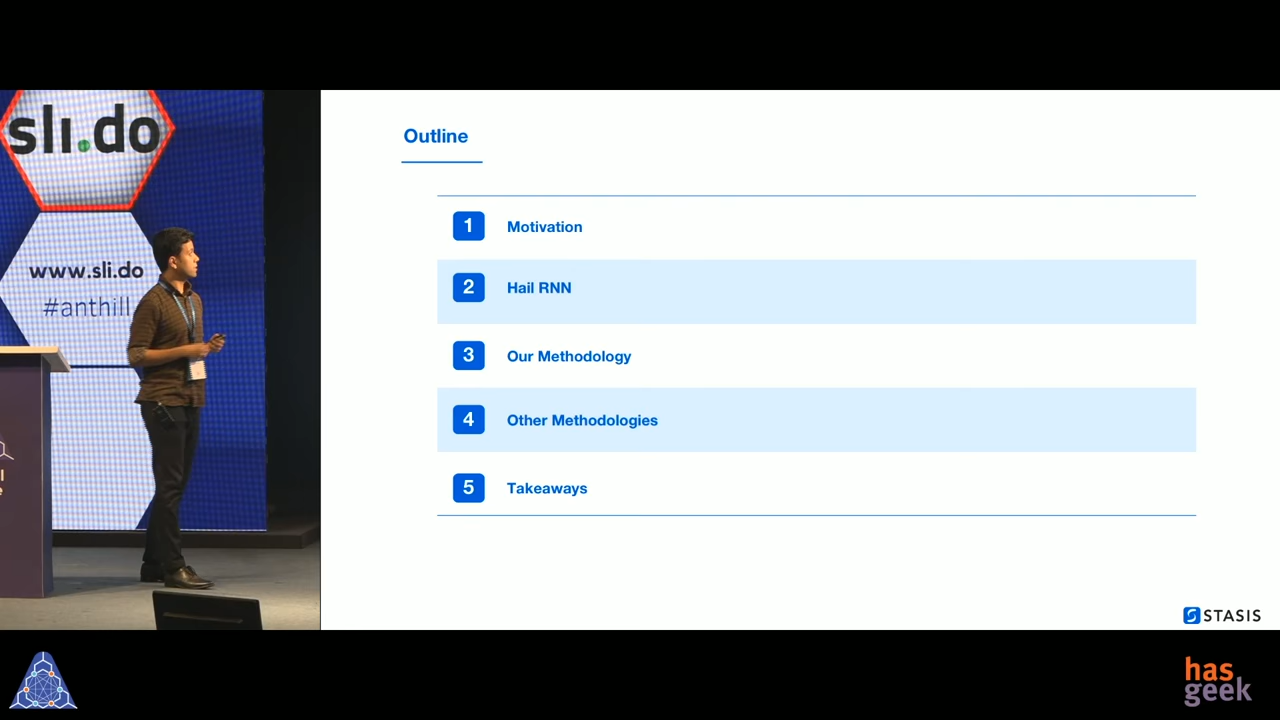 sli.do
www.sli.do
#anthill
Outline
1 Motivation
2 Hail RNN
3 Our Methodology
4 Other Methodologies
5 Takeaways
STASIS
has
geek